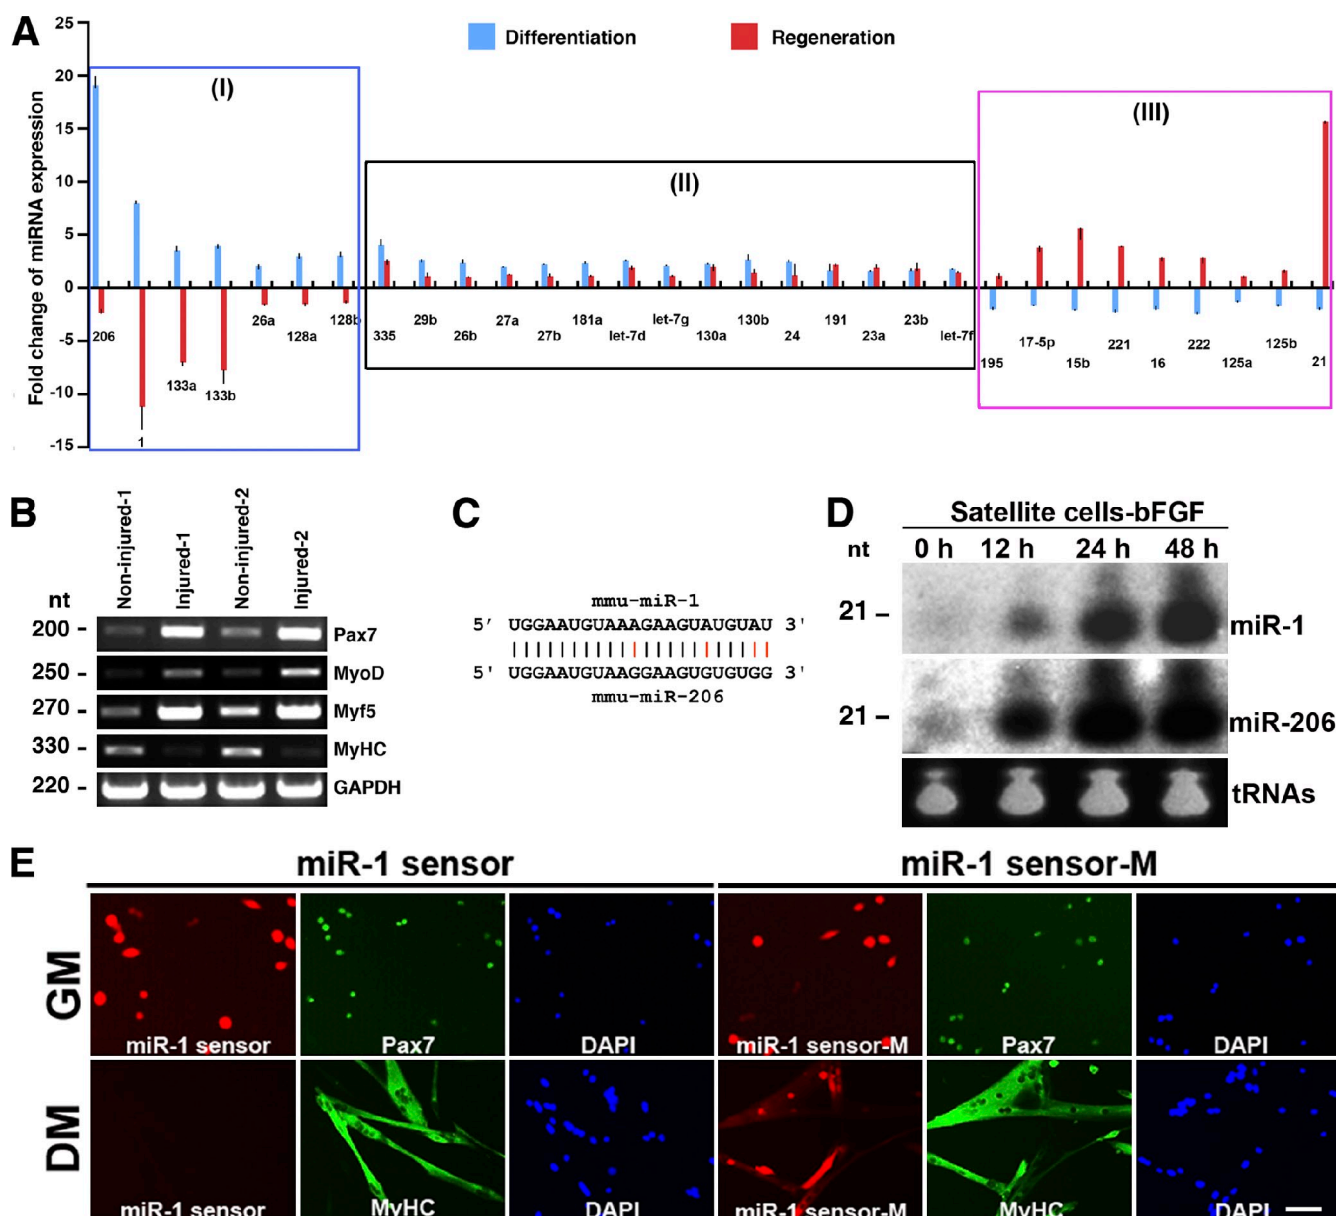 A
Differentiation
Regeneration
Fold change of miRNA expression
25
20
15
10
5
0
-5
-10
-15
(I)
(II)
(III)
206
1
133a
133b
26a
128a
128b
335
29b
26b
27a
27b
181a
let-7d
let-7g
130a
130b
24
191
23a
23b
let-7f
195
17-5p
15b
221
16
222
125a
125b
21
B
Non-injured-1
Injured-1
Non-injured-2
Injured-2
nt
200 - Pax7
250 - MyoD
270 - Myf5
330 - MyHC
220 - GAPDH
C
mmu-miR-1
5' UGGAAUGUAAAGAAGUAUGUAU 3'
5' UGGAAUGUAAGGAAGUGUGUGG 3'
mmu-miR-206
D
Satellite cells-bFGF
nt 0 h 12 h 24 h 48 h
21 – miR-1
21 – miR-206
tRNAs
E
miR-1 sensor
miR-1 sensor-M
GM
miR-1 sensor Pax7 DAPI miR-1 sensor-M Pax7 DAPI
DM
miR-1 sensor MyHC DAPI miR-1 sensor-M MyHC DAPI